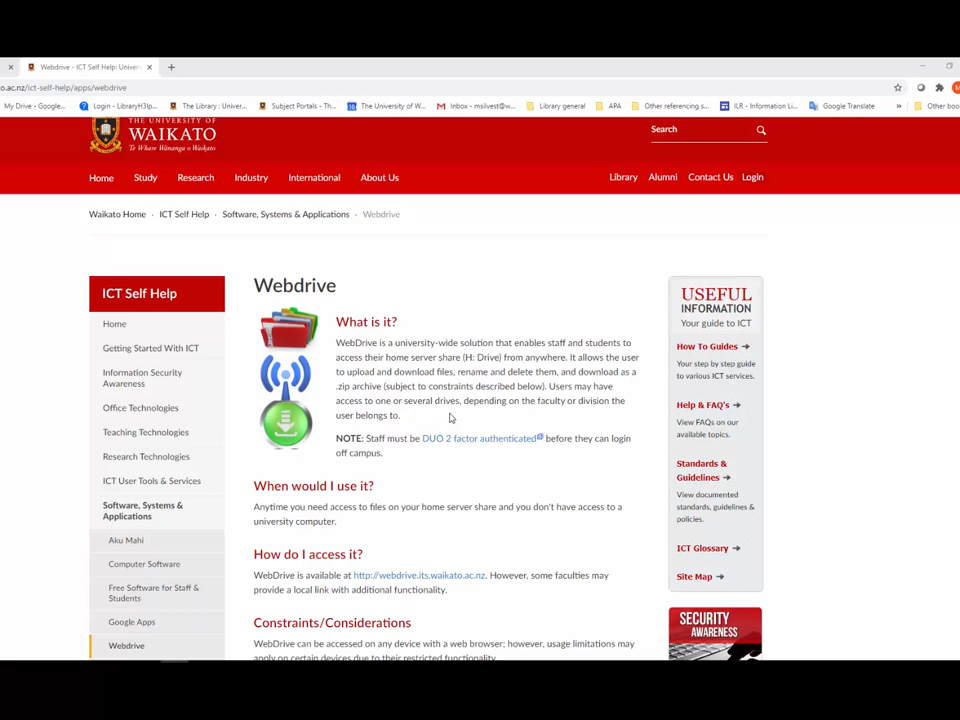 Webdrive - ICT Self Help: Univer
o.ac.nz/ict-self-help/apps/webdrive
My Drive - Google...
Login - LibraryH3lp...
The Library : Univer...
Subject Portals - Th...
The University of W...
Inbox - msilvest@w...
Library general
APA
Other referencing s...
ILR - Information Li...
Google Translate
»
Other boo
THE UNIVERSITY OF
WAIKATO
Te Whare Wānanga o Waikato
Search
Home Study Research Industry International About Us
Library Alumni Contact Us Login
Waikato Home · ICT Self Help · Software, Systems & Applications · Webdrive
ICT Self Help
Home
Getting Started With ICT
Information Security
Awareness
Office Technologies
Teaching Technologies
Research Technologies
ICT User Tools & Services
Software, Systems &
Applications
Aku Mahi
Computer Software
Free Software for Staff &
Students
Google Apps
Webdrive
Webdrive
What is it?
WebDrive is a university-wide solution that enables staff and students to
access their home server share (H: Drive) from anywhere. It allows the user
to upload and download files, rename and delete them, and download as a
.zip archive (subject to constraints described below). Users may have
access to one or several drives, depending on the faculty or division the
user belongs to.
NOTE: Staff must be DUO 2 factor authenticated before they can login
off campus.
When would I use it?
Anytime you need access to files on your home server share and you don't have access to a
university computer.
How do I access it?
WebDrive is available at http://webdrive.its.waikato.ac.nz. However, some faculties may
provide a local link with additional functionality.
Constraints/Considerations
WebDrive can be accessed on any device with a web browser; however, usage limitations may
apply on certain devices due to their restricted functionality.
USEFUL
INFORMATION
Your guide to ICT
How To Guides
Your step by step guide
to various ICT services.
Help & FAQ's
View FAQs on our
available topics.
Standards &
Guidelines
View documented
standards, guidelines &
policies.
ICT Glossary
Site Map
SECURITY
AWARENESS